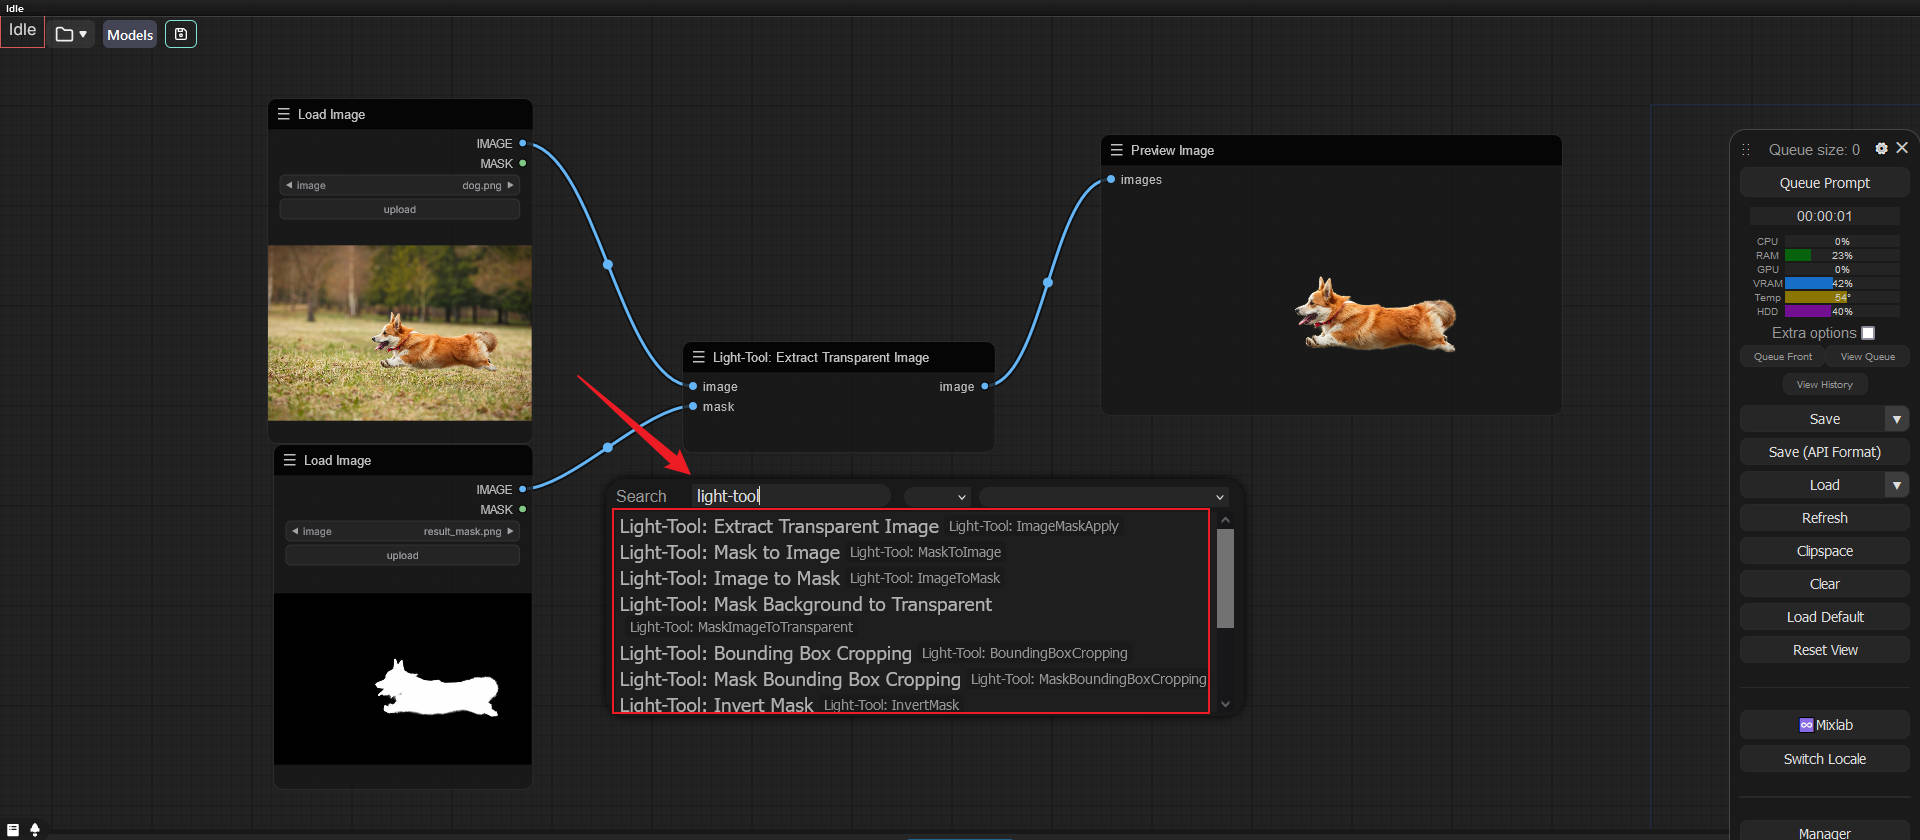 Idle
Idle
Models
Load Image
IMAGE
MASK
image dog.png
upload
Load Image
IMAGE
MASK
image result_mask.png
upload
Light-Tool: Extract Transparent Image
image image
mask
Preview Image
images
Search light-tool
Light-Tool: Extract Transparent Image Light-Tool: ImageMaskApply
Light-Tool: Mask to Image Light-Tool: MaskToImage
Light-Tool: Image to Mask Light-Tool: ImageToMask
Light-Tool: Mask Background to Transparent
Light-Tool: MaskImageToTransparent
Light-Tool: Bounding Box Cropping Light-Tool: BoundingBoxCropping
Light-Tool: Mask Bounding Box Cropping Light-Tool: MaskBoundingBoxCropping
Light-Tool: Invert Mask Light-Tool: InvertMask
Queue size: 0
Queue Prompt
00:00:01
CPU 0%
RAM 23%
GPU 0%
VRAM 42%
Temp 54°
HDD 40%
Extra options
Queue Front View Queue
View History
Save
Save (API Format)
Load
Refresh
Clipspace
Clear
Load Default
Reset View
Mixlab
Switch Locale
Manager